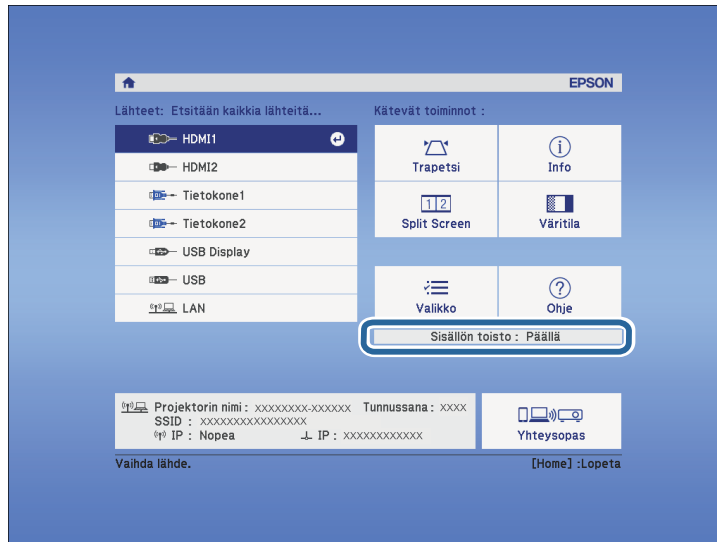 EPSON
Lähteet: Etsitään kaikkia lähteitä...
HDMI1
HDMI2
Tietokone1
Tietokone2
USB Display
USB
LAN
Kätevät toiminnot :
Trapetsi
Info
1 2
Split Screen
Väritila
Valikko
Ohje
Sisällön toisto : Päällä
Projektorin nimi : XXXXXXXX-XXXXXX Tunnussana : XXXX
SSID : XXXXXXXXXXXXXXXX
IP : Nopea IP : XXXXXXXXXXXX
Yhteysopas
Vaihda lähde. [Home] :Lopeta